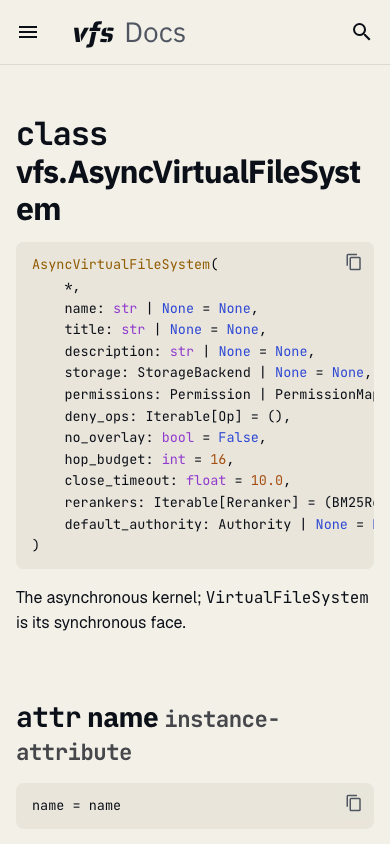 vfs Docs
class
vfs.AsyncVirtualFileSyst
em
AsyncVirtualFileSystem(
    *,
    name: str | None = None,
    title: str | None = None,
    description: str | None = None,
    storage: StorageBackend | None = None,
    permissions: Permission | PermissionMap
    deny_ops: Iterable[Op] = (),
    no_overlay: bool = False,
    hop_budget: int = 16,
    close_timeout: float = 10.0,
    rerankers: Iterable[Reranker] = (BM25Re
    default_authority: Authority | None =
)
The asynchronous kernel; VirtualFileSystem
is its synchronous face.
attr name instance-
attribute
name = name